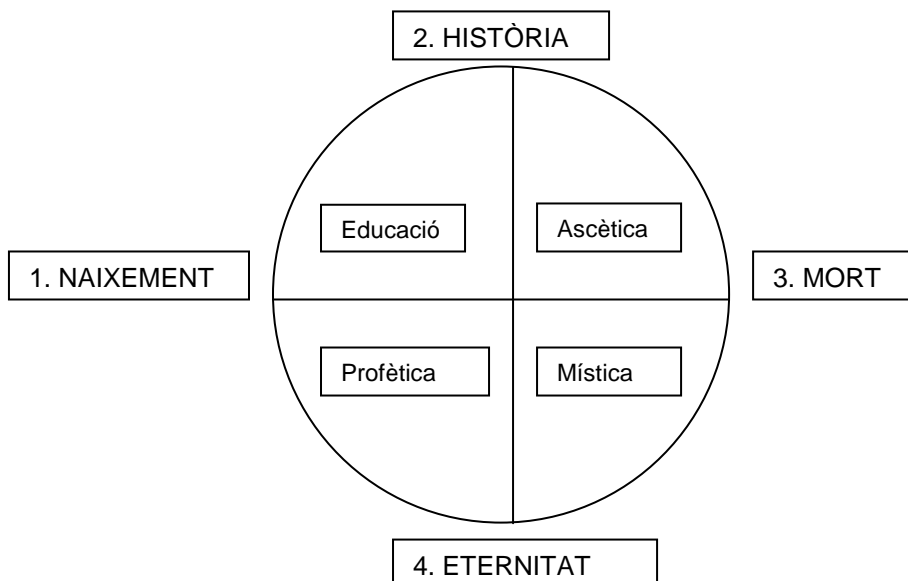 2. HISTÒRIA
Educació
Ascètica
1. NAIXEMENT
3. MORT
Profètica
Mística
4. ETERNITAT